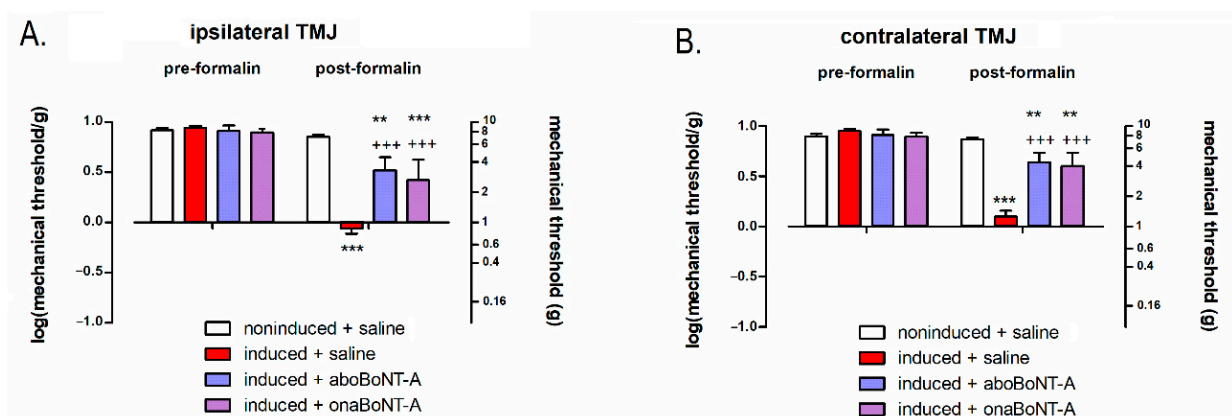 A.
ipsilateral TMJ
pre-formalin
post-formalin
log(mechanical threshold/g)
1.0
0.5
0.0
−0.5
−1.0
**
***
+++
+++
***
10
8
6
4
2
1
0.6
0.4
0.16
mechanical threshold (g)
noninduced + saline
induced + saline
induced + aboBoNT-A
induced + onaBoNT-A
B.
contralateral TMJ
pre-formalin
post-formalin
log(mechanical threshold/g)
1.0
0.5
0.0
−0.5
−1.0
**
**
+++
+++
***
10
8
6
4
2
1
0.6
0.4
0.16
mechanical threshold (g)
noninduced + saline
induced + saline
induced + aboBoNT-A
induced + onaBoNT-A